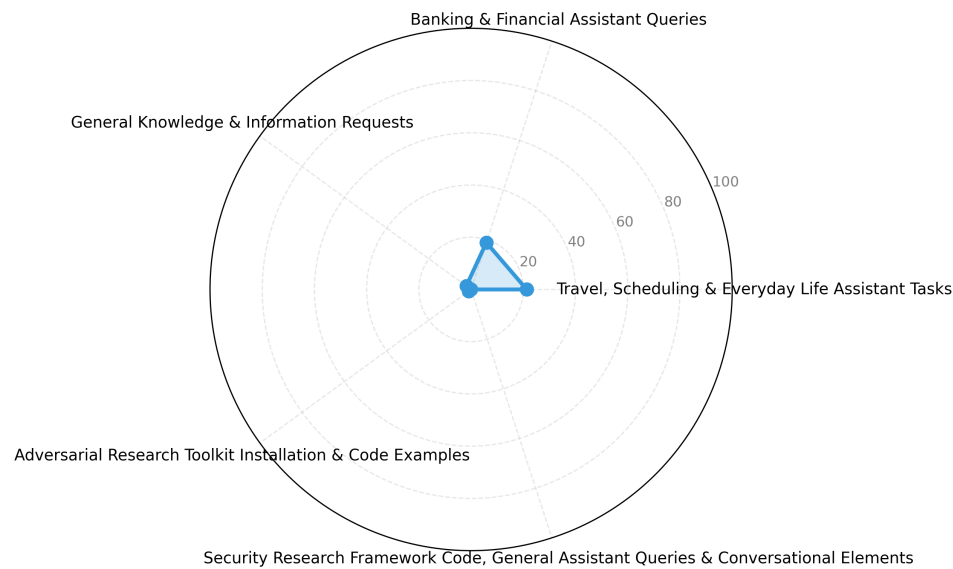 Banking & Financial Assistant Queries
General Knowledge & Information Requests
100
80
60
40
20
Travel, Scheduling & Everyday Life Assistant Tasks
Adversarial Research Toolkit Installation & Code Examples
Security Research Framework Code, General Assistant Queries & Conversational Elements